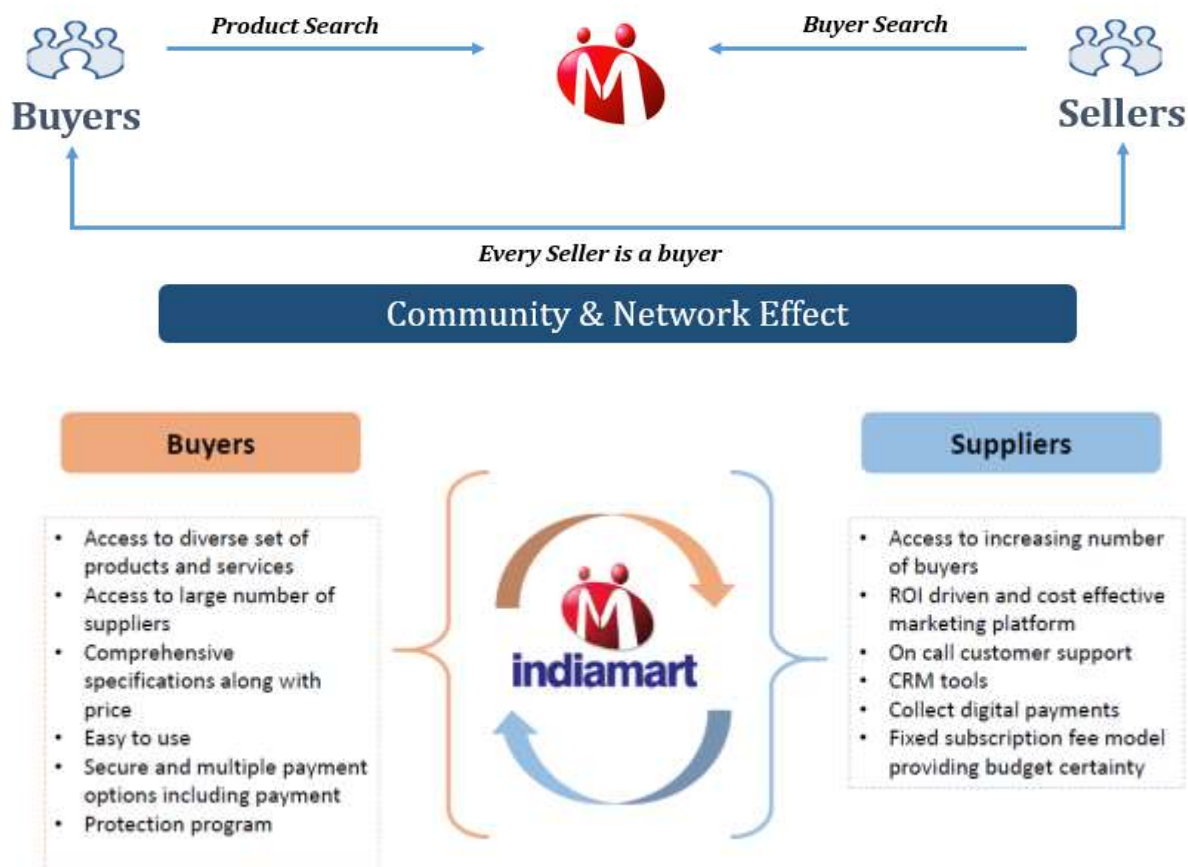 Product Search
Buyer Search
Buyers
Sellers
Every Seller is a buyer
Community & Network Effect
Buyers
• Access to diverse set of
products and services
• Access to large number of
suppliers
• Comprehensive
specifications along with
price
• Easy to use
• Secure and multiple payment
options including payment
• Protection program
indiamart
Suppliers
• Access to increasing number
of buyers
• ROI driven and cost effective
marketing platform
• On call customer support
• CRM tools
• Collect digital payments
• Fixed subscription fee model
providing budget certainty